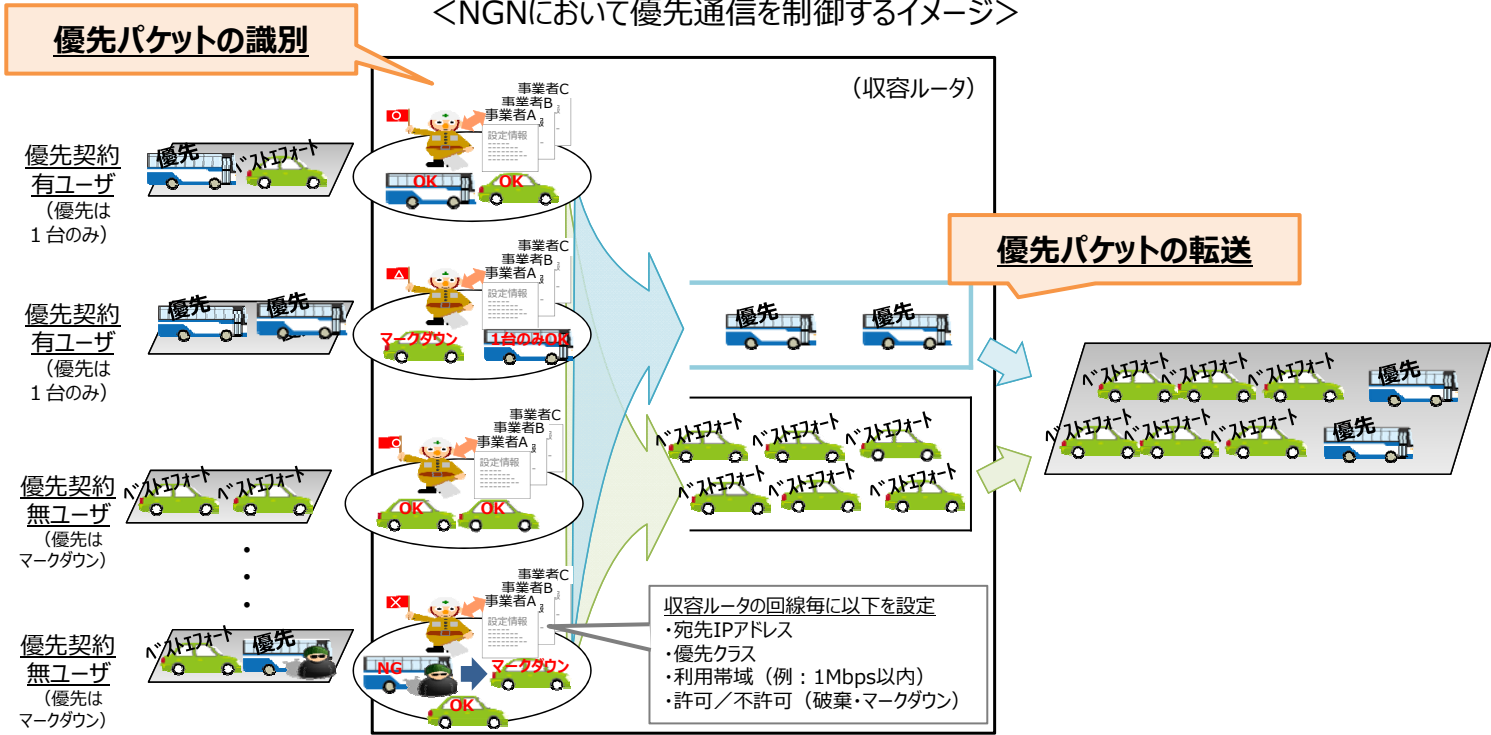 ＜NGNにおいて優先通信を制御するイメージ＞
優先パケットの識別
（収容ルータ）
事業者C
事業者B
事業者A
設定情報
優先契約
有ユーザ
（優先は
１台のみ）
優先
ベストエフォート
OK
OK
優先パケットの転送
事業者C
事業者B
事業者A
設定情報
優先契約
有ユーザ
（優先は
１台のみ）
優先
優先
マークダウン
1台のみOK
優先
優先
ベストエフォート
ベストエフォート
ベストエフォート
優先
ベストエフォート
ベストエフォート
ベストエフォート
優先
事業者C
事業者B
事業者A
設定情報
優先契約
無ユーザ
（優先は
マークダウン）
ベストエフォート
ベストエフォート
OK
OK
ベストエフォート
ベストエフォート
ベストエフォート
ベストエフォート
ベストエフォート
ベストエフォート
・
・
・
事業者C
事業者B
事業者A
設定情報
優先契約
無ユーザ
（優先は
マークダウン）
ベストエフォート
優先
NG
マークダウン
OK
収容ルータの回線毎に以下を設定
・宛先IPアドレス
・優先クラス
・利用帯域（例：1Mbps以内）
・許可／不許可（破棄・マークダウン）